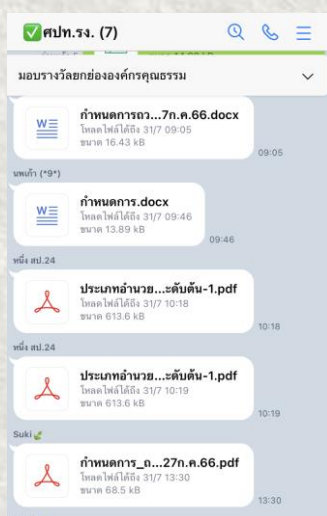 ศปท.รง. (7)
มอบรางวัลยกย่ององค์กรคุณธรรม
กำหนดการถว...7ก.ค.66.docx
โหลดไฟล์ได้ถึง 31/7 09:05
ขนาด 16.43 kB
09:05
นพเก้า (*9*)
กำหนดการ.docx
โหลดไฟล์ได้ถึง 31/7 09:46
ขนาด 13.89 kB
09:46
หนึ่ง สป.24
ประเภทอำนวย...ะดับต้น-1.pdf
โหลดไฟล์ได้ถึง 31/7 10:18
ขนาด 613.6 kB
10:18
หนึ่ง สป.24
ประเภทอำนวย...ะดับต้น-1.pdf
โหลดไฟล์ได้ถึง 31/7 10:19
ขนาด 613.6 kB
10:19
Suki
กำหนดการ_ถ...27ก.ค.66.pdf
โหลดไฟล์ได้ถึง 31/7 13:30
ขนาด 68.5 kB
13:30